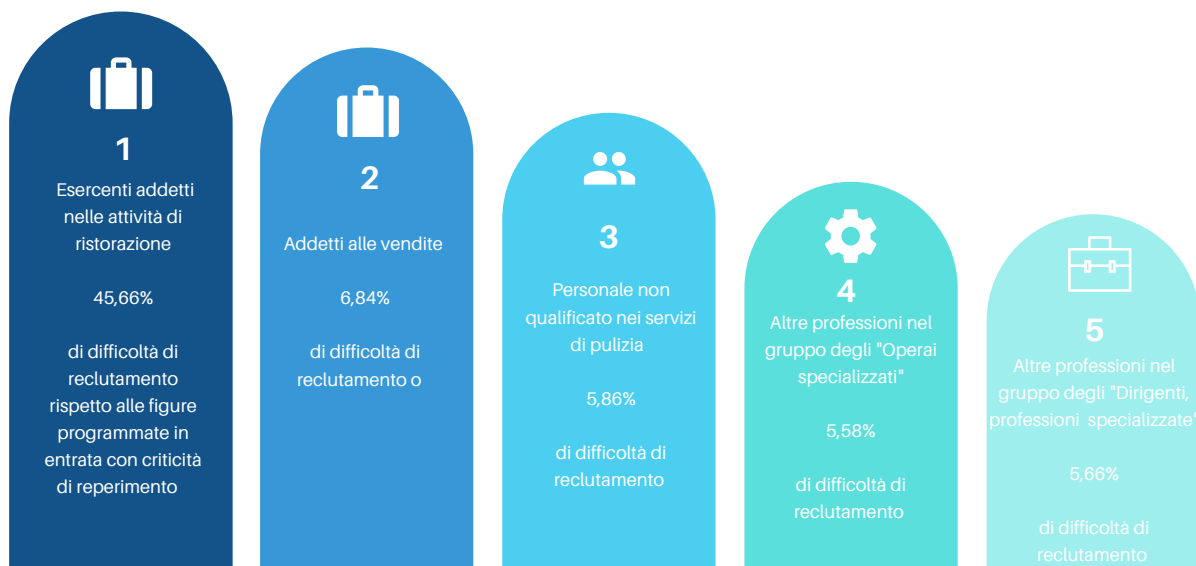 1
Esercenti addetti
nelle attività di
ristorazione
45,66%
di difficoltà di
reclutamento
rispetto alle figure
programmate in
entrata con criticità
di reperimento
2
Addetti alle vendite
6,84%
di difficoltà di
reclutamento o
3
Personale non
qualificato nei servizi
di pulizia
5,86%
di difficoltà di
reclutamento
4
Altre professioni nel
gruppo degli "Operai
specializzati"
5,58%
di difficoltà di
reclutamento
5
Altre professioni nel
gruppo degli "Dirigenti,
professioni specializzate"
5,66%
di difficoltà di
reclutamento